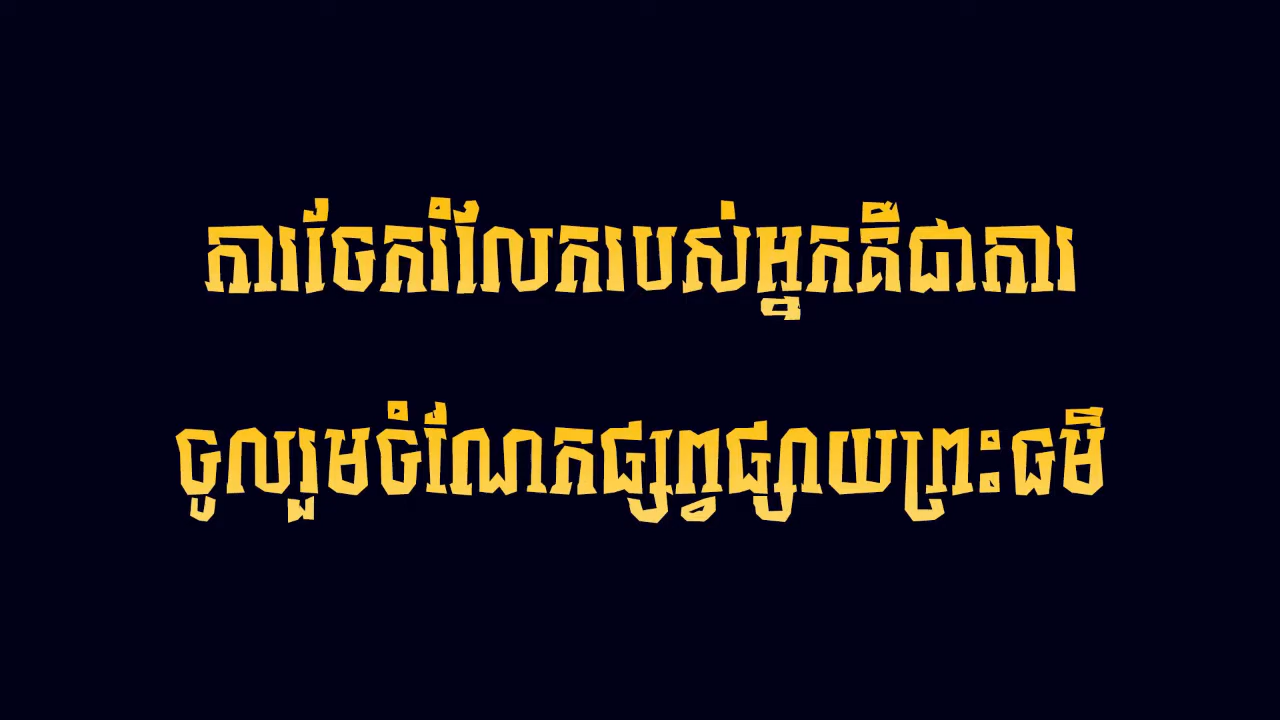 ការចែករំលែករបស់អ្នកគឺជាការ
ចូលរួមចំណែកផ្សព្វផ្សាយព្រះធម៌